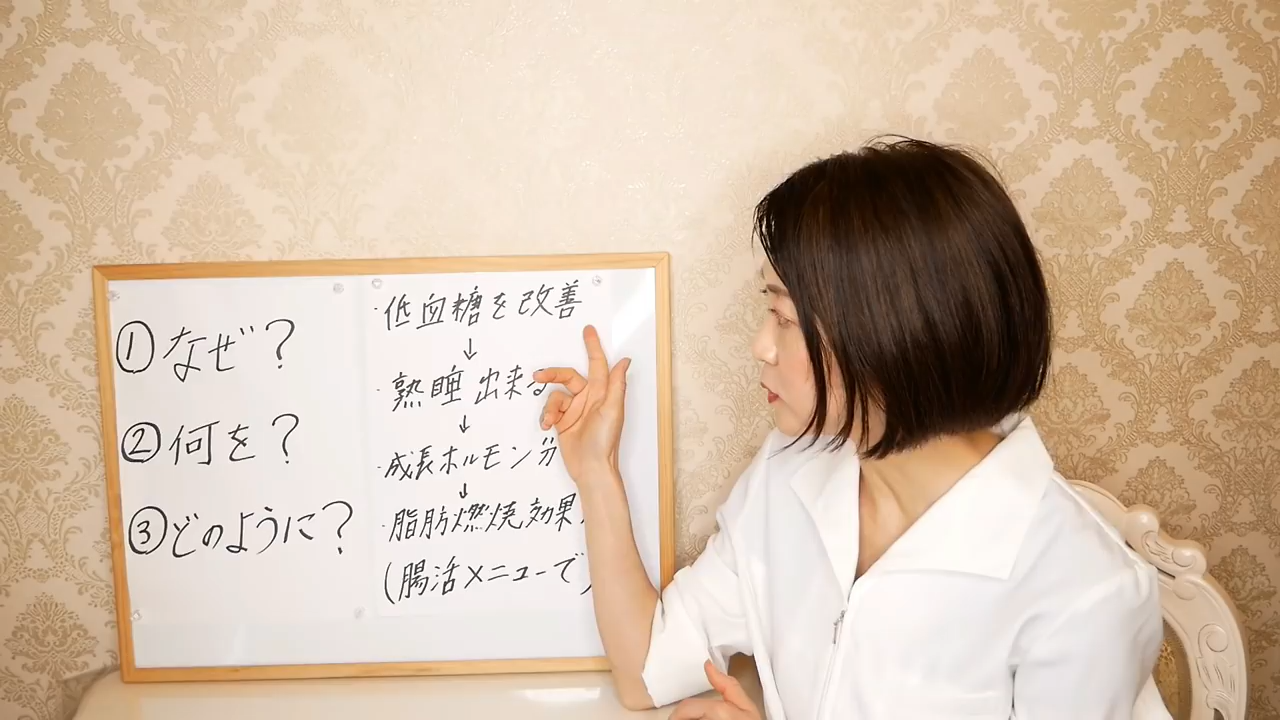 ①なぜ？
②何を？
③どのように？
・低血糖を改善
↓
・熟睡出来る
↓
・成長ホルモン分
↓
・脂肪燃焼効果
(腸活メニューで